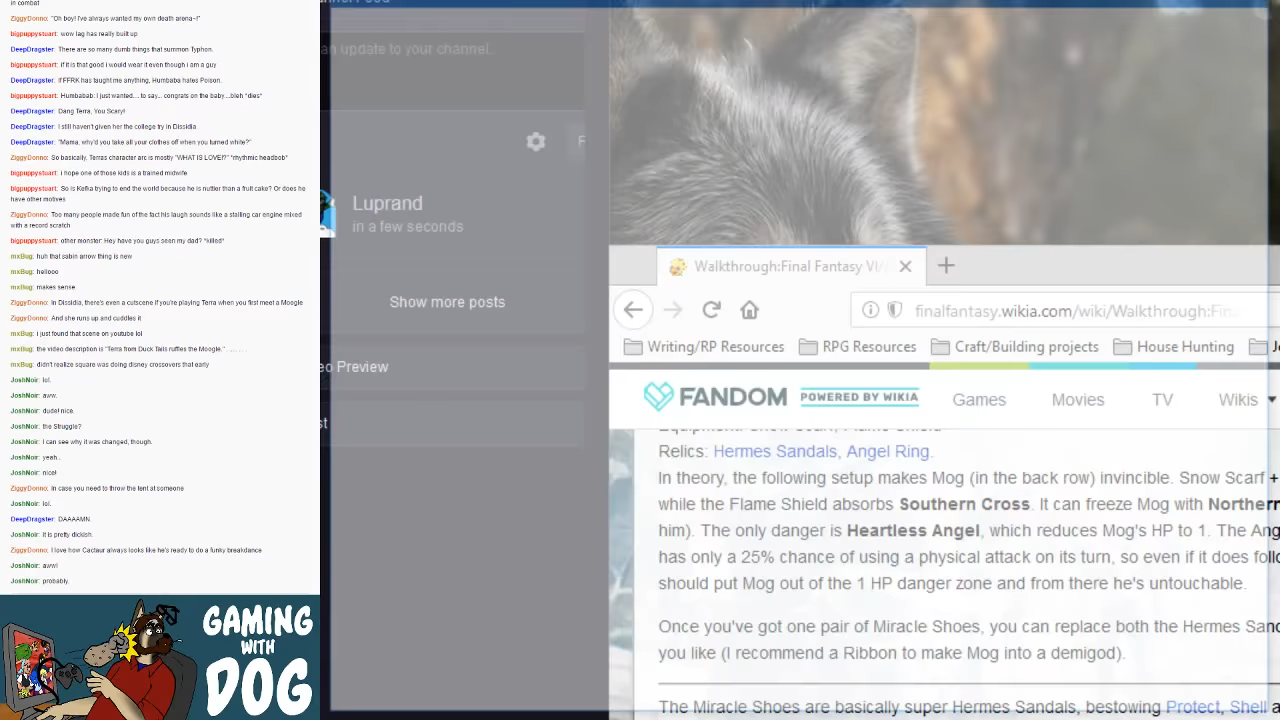 in combat
ZiggyDonno: "Oh boy! I've always wanted my own death arena~!"
bigpuppystuart: wow lag has really built up
DeepDragster: There are so many dumb things that summon Typhon.
bigpuppystuart: if it is that good i would wear it even though i am a guy
DeepDragster: If FFRK has taught me anything, Humbaba hates Poison.
bigpuppystuart: Humbabab: I just wanted.... to say... congrats on the baby....bleh *dies*
DeepDragster: Dang Terra, You Scary!
DeepDragster: I still haven't given her the college try in Dissidia.
DeepDragster: "Mama, why'd you take all your clothes off when you turned white?"
ZiggyDonno: So basically, Terras character arc is mostly "WHAT IS LOVE!?" *rhythmic headbob*
bigpuppystuart: i hope one of those kids is a trained midwife
bigpuppystuart: So is Kefka trying to end the world because he is nuttier than a fruit cake? Or does he
have other motives
ZiggyDonno: Too many people made fun of the fact his laugh sounds like a stalling car engine mixed
with a record scratch
bigpuppystuart: other monster: Hey have you guys seen my dad? *killed*
mxBug: huh that sabin arrow thing is new
mxBug: hellooo
mxBug: makes sense
ZiggyDonno: In Dissidia, there's even a cutscene if you're playing Terra when you first meet a Moogle
ZiggyDonno: And she runs up and cuddles it
mxBug: i just found that scene on youtube lol
mxBug: the video description is "Terra from Duck Tails ruffles the Moogle." . .... . .
mxBug: didn't realize square was doing disney crossovers that early
JoshNoir: lol.
JoshNoir: aww.
JoshNoir: dude! nice.
JoshNoir: the Struggle?
JoshNoir: I can see why it was changed, though.
JoshNoir: yeah..
JoshNoir: nice!
ZiggyDonno: In case you need to throw the tent at someone
JoshNoir: lol.
DeepDragster: DAAAAMN.
JoshNoir: It is pretty dickish.
ZiggyDonno: I love how Cactaur always looks like he's ready to do a funky breakdance
JoshNoir: aww!
JoshNoir: probably.
GAMING
WITH
DOG
an update to your channel.
F
Luprand
in a few seconds
Show more posts
eo Preview
st
Walkthrough:Final Fantasy VI/
finalfantasy.wikia.com/wiki/Walkthrough:Fin
Writing/RP Resources
RPG Resources
Craft/Building projects
House Hunting
FANDOM
POWERED BY WIKIA
Games
Movies
TV
Wikis
Relics: Hermes Sandals, Angel Ring.
In theory, the following setup makes Mog (in the back row) invincible. Snow Scarf +
while the Flame Shield absorbs Southern Cross. It can freeze Mog with Northern
him). The only danger is Heartless Angel, which reduces Mog's HP to 1. The Ang
has only a 25% chance of using a physical attack on its turn, so even if it does follo
should put Mog out of the 1 HP danger zone and from there he's untouchable.
Once you've got one pair of Miracle Shoes, you can replace both the Hermes Sand
you like (I recommend a Ribbon to make Mog into a demigod).
The Miracle Shoes are basically super Hermes Sandals, bestowing Protect, Shell a